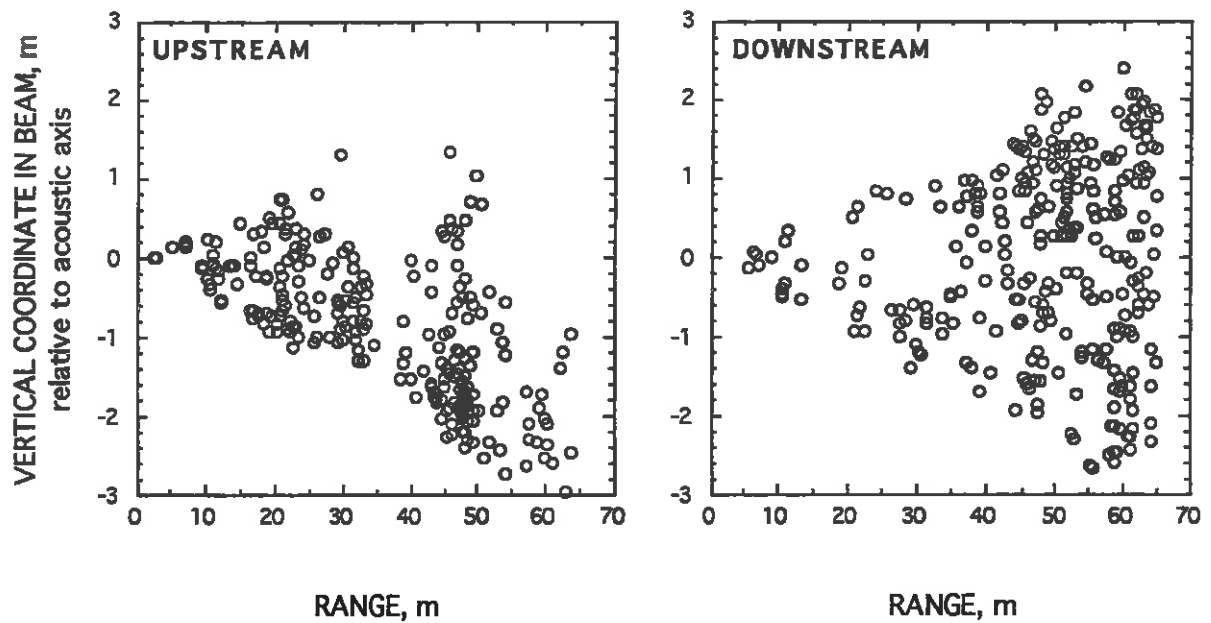 VERTICAL COORDINATE IN BEAM, m
relative to acoustic axis
UPSTREAM
3
2
1
0
-1
-2
-3
0 10 20 30 40 50 60 70
RANGE, m
DOWNSTREAM
3
2
1
0
-1
-2
-3
0 10 20 30 40 50 60 70
RANGE, m